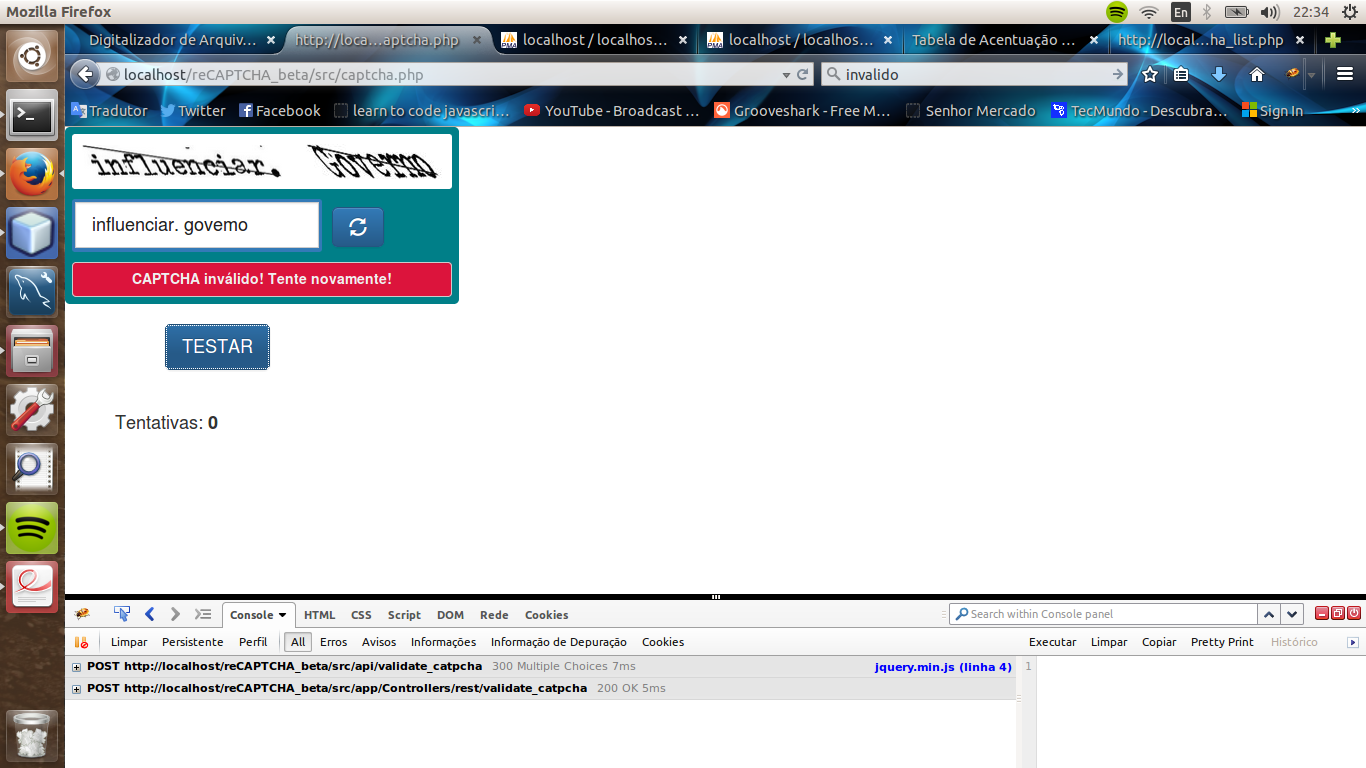 Mozilla Firefox
En
22:34
Digitalizador de Arquiv...
http://loca...aptcha.php
localhost / localhos...
localhost / localhos...
Tabela de Acentuação ...
http://local...ha_list.php
localhost/reCAPTCHA_beta/src/captcha.php
invalido
Tradutor
Twitter
Facebook
learn to code javascri...
YouTube - Broadcast ...
Grooveshark - Free M...
Senhor Mercado
TecMundo - Descubra...
Sign In
influenciar. Governo
influenciar. govemo
CAPTCHA inválido! Tente novamente!
TESTAR
Tentativas: 0
Console
HTML
CSS
Script
DOM
Rede
Cookies
Search within Console panel
Limpar
Persistente
Perfil
All
Erros
Avisos
Informações
Informação de Depuração
Cookies
Executar
Limpar
Copiar
Pretty Print
Histórico
POST http://localhost/reCAPTCHA_beta/src/api/validate_catpcha 300 Multiple Choices 7ms
jquery.min.js (linha 4)
1
POST http://localhost/reCAPTCHA_beta/src/app/Controllers/rest/validate_catpcha 200 OK 5ms